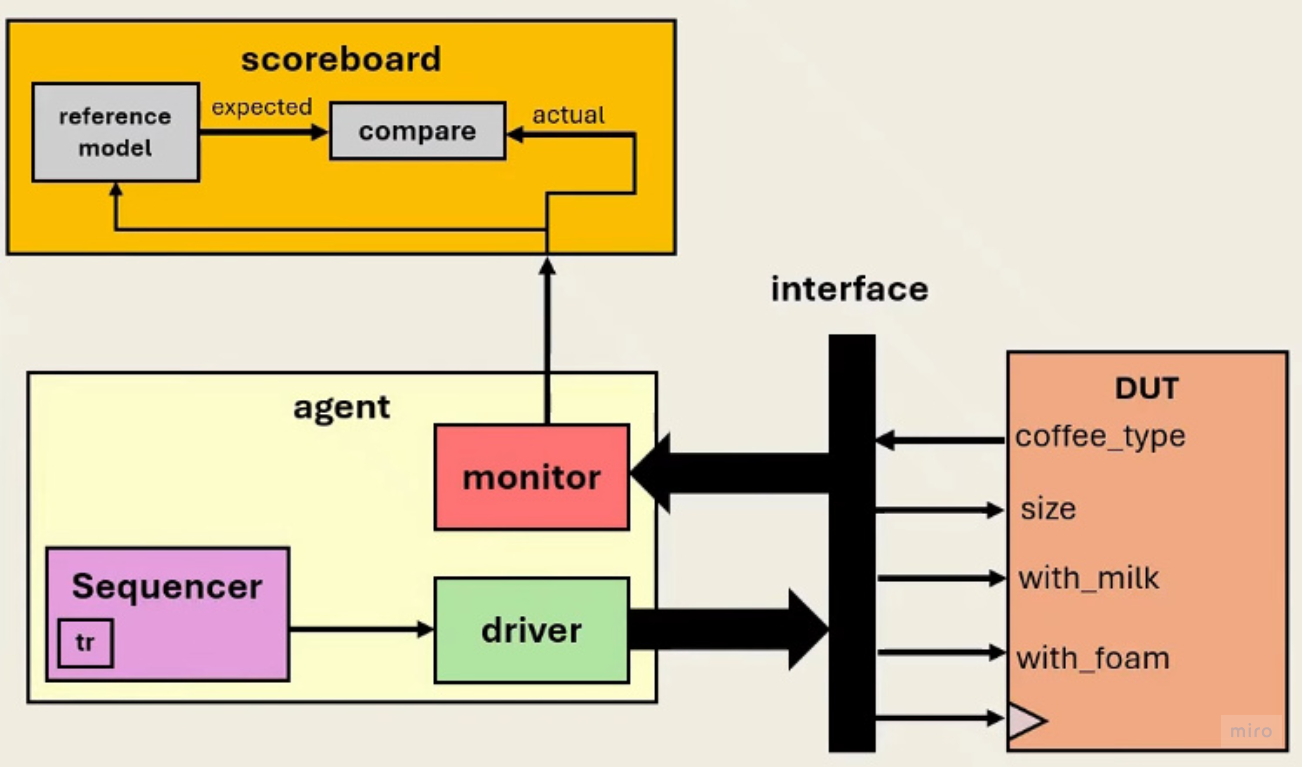 scoreboard
reference
model
expected
compare
actual
interface
agent
monitor
Sequencer
tr
driver
DUT
coffee_type
size
with_milk
with_foam
miro